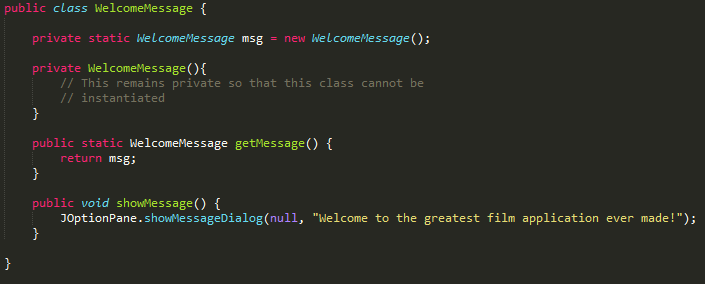 public class WelcomeMessage {
private static WelcomeMessage msg = new WelcomeMessage();
private WelcomeMessage(){
// This remains private so that this class cannot be
// instantiated
}
public static WelcomeMessage getMessage() {
return msg;
}
public void showMessage() {
JOptionPane.showMessageDialog(null, "Welcome to the greatest film application ever made!");
}
}